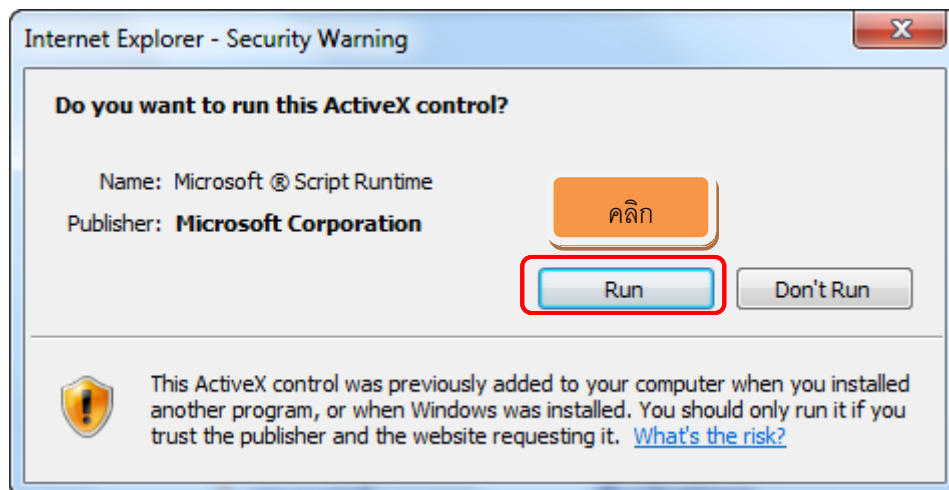 Internet Explorer - Security Warning
Do you want to run this ActiveX control?
Name: Microsoft ® Script Runtime
Publisher: Microsoft Corporation
คลิก
Run
Don't Run
This ActiveX control was previously added to your computer when you installed
another program, or when Windows was installed. You should only run it if you
trust the publisher and the website requesting it. What's the risk?